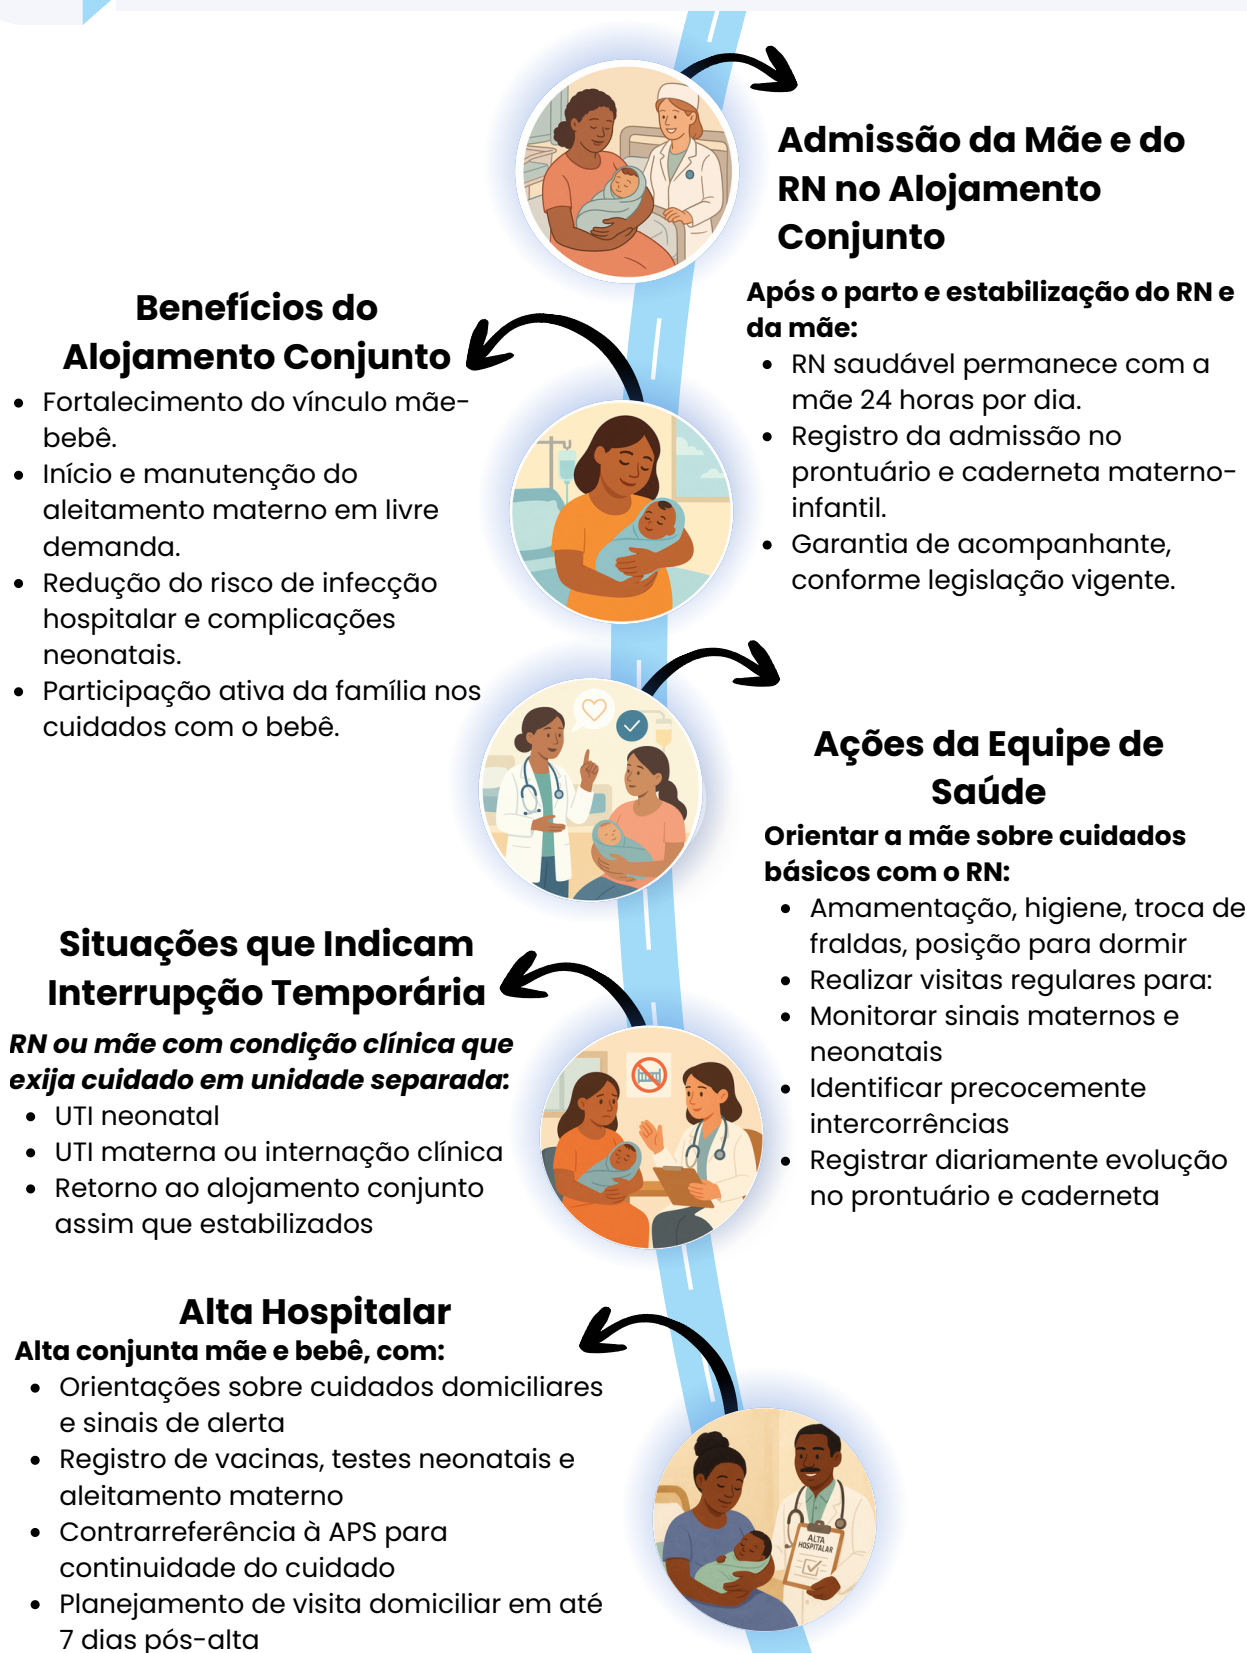 Admissão da Mãe e do
RN no Alojamento
Conjunto
Após o parto e estabilização do RN e
da mãe:
• RN saudável permanece com a
mãe 24 horas por dia.
• Registro da admissão no
prontuário e caderneta materno-
infantil.
• Garantia de acompanhante,
conforme legislação vigente.
Benefícios do
Alojamento Conjunto
• Fortalecimento do vínculo mãe-
bebê.
• Início e manutenção do
aleitamento materno em livre
demanda.
• Redução do risco de infecção
hospitalar e complicações
neonatais.
• Participação ativa da família nos
cuidados com o bebê.
Ações da Equipe de
Saúde
Orientar a mãe sobre cuidados
básicos com o RN:
• Amamentação, higiene, troca de
fraldas, posição para dormir
• Realizar visitas regulares para:
• Monitorar sinais maternos e
neonatais
• Identificar precocemente
intercorrências
• Registrar diariamente evolução
no prontuário e caderneta
Situações que Indicam
Interrupção Temporária
RN ou mãe com condição clínica que
exija cuidado em unidade separada:
• UTI neonatal
• UTI materna ou internação clínica
• Retorno ao alojamento conjunto
assim que estabilizados
Alta Hospitalar
Alta conjunta mãe e bebê, com:
• Orientações sobre cuidados domiciliares
e sinais de alerta
• Registro de vacinas, testes neonatais e
aleitamento materno
• Contrarreferência à APS para
continuidade do cuidado
• Planejamento de visita domiciliar em até
7 dias pós-alta
ALTA
HOSPITALAR